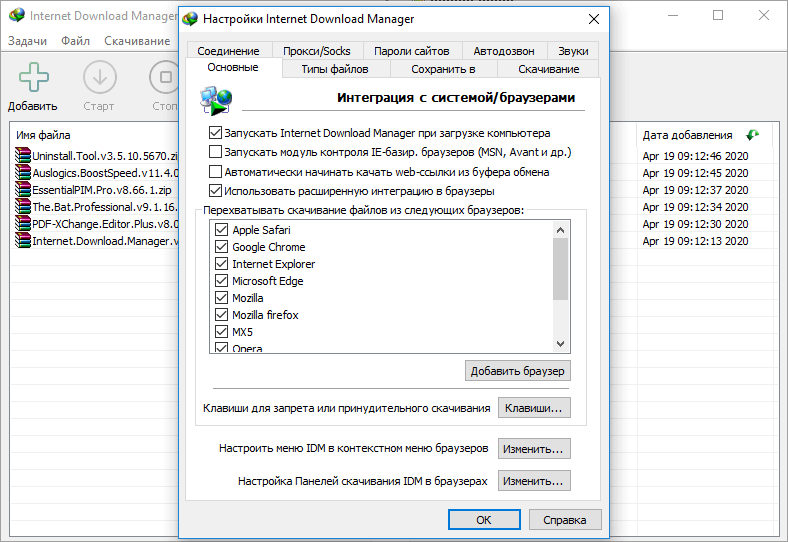 Internet Download Manager
Настройки Internet Download Manager
Задачи Файл Скачивание
Добавить
Старт
Имя файла
Дата добавления
Uninstall.Tool.v3.5.10.5670.zi
Auslogics.BoostSpeed.v11.4.0
EssentialPIM.Pro.v8.66.1.zip
The.Bat.Professional.v9.1.16.
PDF-XChange.Editor.Plus.v8.0
Internet.Download.Manager.v
Apr 19 09:12:46 2020
Apr 19 09:12:45 2020
Apr 19 09:12:37 2020
Apr 19 09:12:34 2020
Apr 19 09:12:30 2020
Apr 19 09:12:13 2020
Соединение Прокси/Socks Пароли сайтов Автодозвон Звуки
Основные Типы файлов Сохранить в Скачивание
Интеграция с системой/браузерами
Запускать Internet Download Manager при загрузке компьютера
Запускать модуль контроля IE-базир. браузеров (MSN, Avant и др.)
Автоматически начинать качать web-ссылки из буфера обмена
Использовать расширенную интеграцию в браузеры
Перехватывать скачивание файлов из следующих браузеров:
Apple Safari
Google Chrome
Internet Explorer
Microsoft Edge
Mozilla
Mozilla firefox
MX5
Opera
Добавить браузер
Клавиши для запрета или принудительного скачивания Клавиши...
Настроить меню IDM в контекстном меню браузеров Изменить...
Настройка Панелей скачивания IDM в браузерах Изменить...
OK Справка